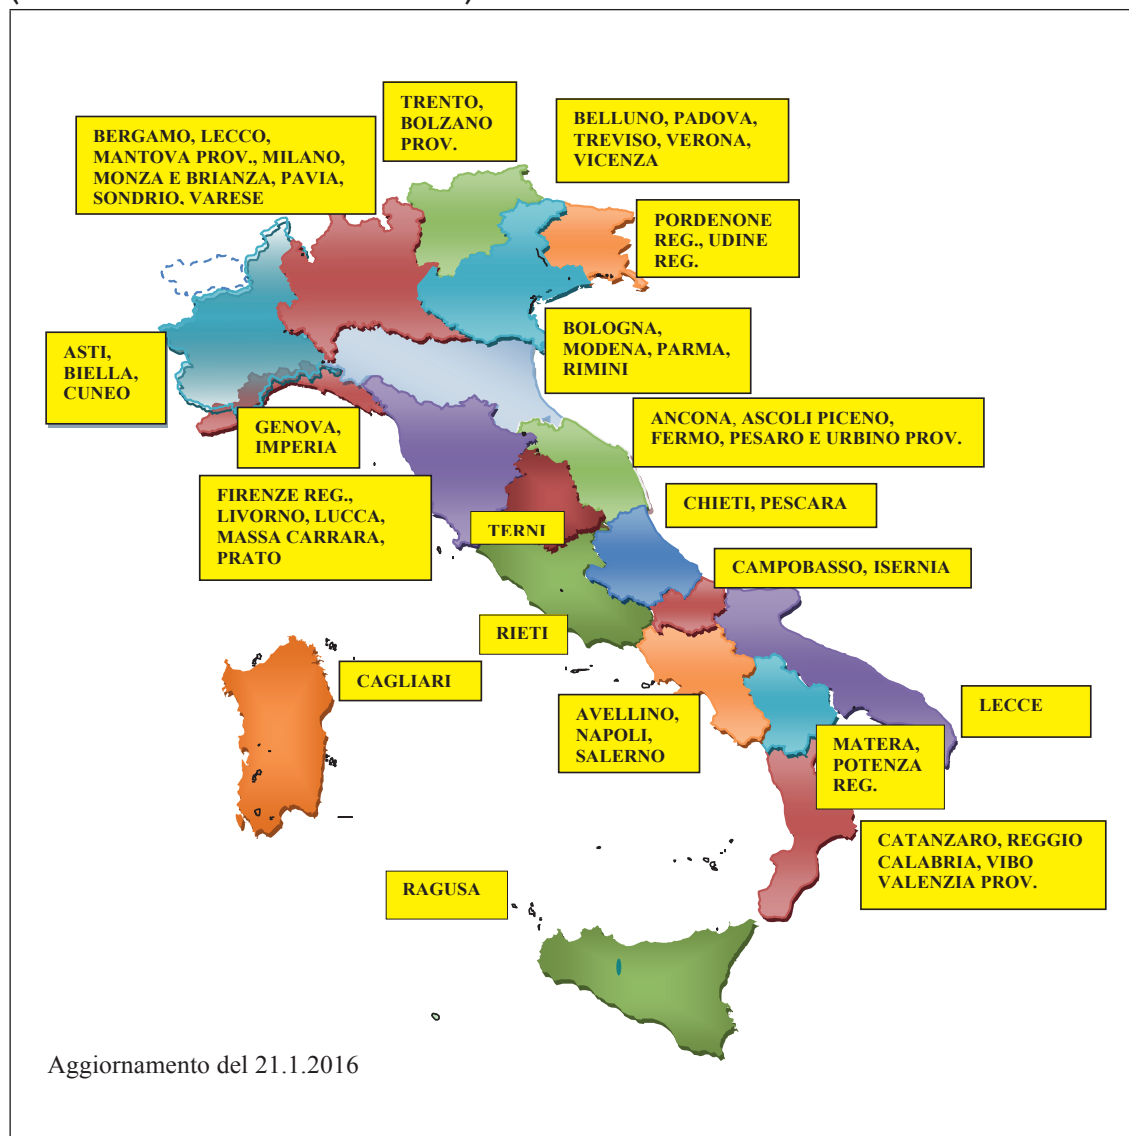 TRENTO,
BOLZANO
PROV.
BELLUNO, PADOVA,
TREVISO, VERONA,
VICENZA
BERGAMO, LECCO,
MANTOVA PROV., MILANO,
MONZA E BRIANZA, PAVIA,
SONDRIO, VARESE
PORDENONE
REG., UDINE
REG.
BOLOGNA,
MODENA, PARMA,
RIMINI
ASTI,
BIELLA,
CUNEO
GENOVA,
IMPERIA
ANCONA, ASCOLI PICENO,
FERMO, PESARO E URBINO PROV.
FIRENZE REG.,
LIVORNO, LUCCA,
MASSA CARRARA,
PRATO
CHIETI, PESCARA
TERNI
CAMPOBASSO, ISERNIA
RIETI
CAGLIARI
LECCE
AVELLINO,
NAPOLI,
SALERNO
MATERA,
POTENZA
REG.
CATANZARO, REGGIO
CALABRIA, VIBO
VALENZIA PROV.
RAGUSA
Aggiornamento del 21.1.2016